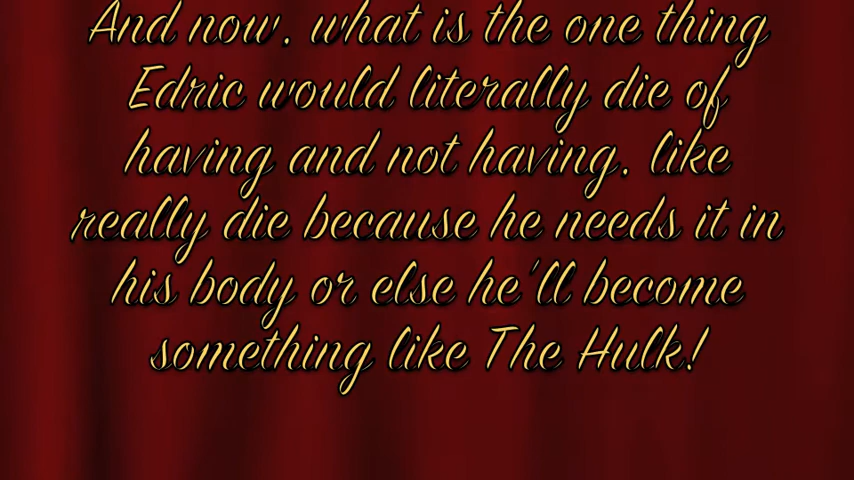 And now, what is the one thing
Edric would literally die of
having and not having, like
really die because he needs it in
his body or else he'll become
something like The Hulk!